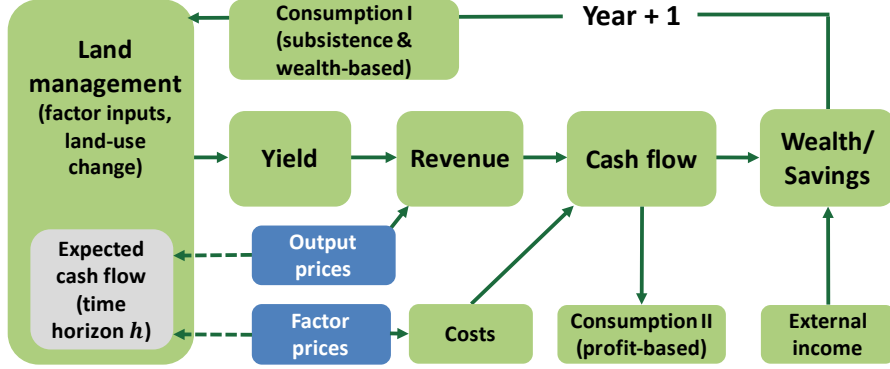 Consumption I
(subsistence &
wealth-based)
Year + 1
Land
management
(factor inputs,
land-use
change)
Yield
Revenue
Cash flow
Wealth/
Savings
Expected
cash flow
(time
horizon h)
Output
prices
Factor
prices
Costs
Consumption II
(profit-based)
External
income